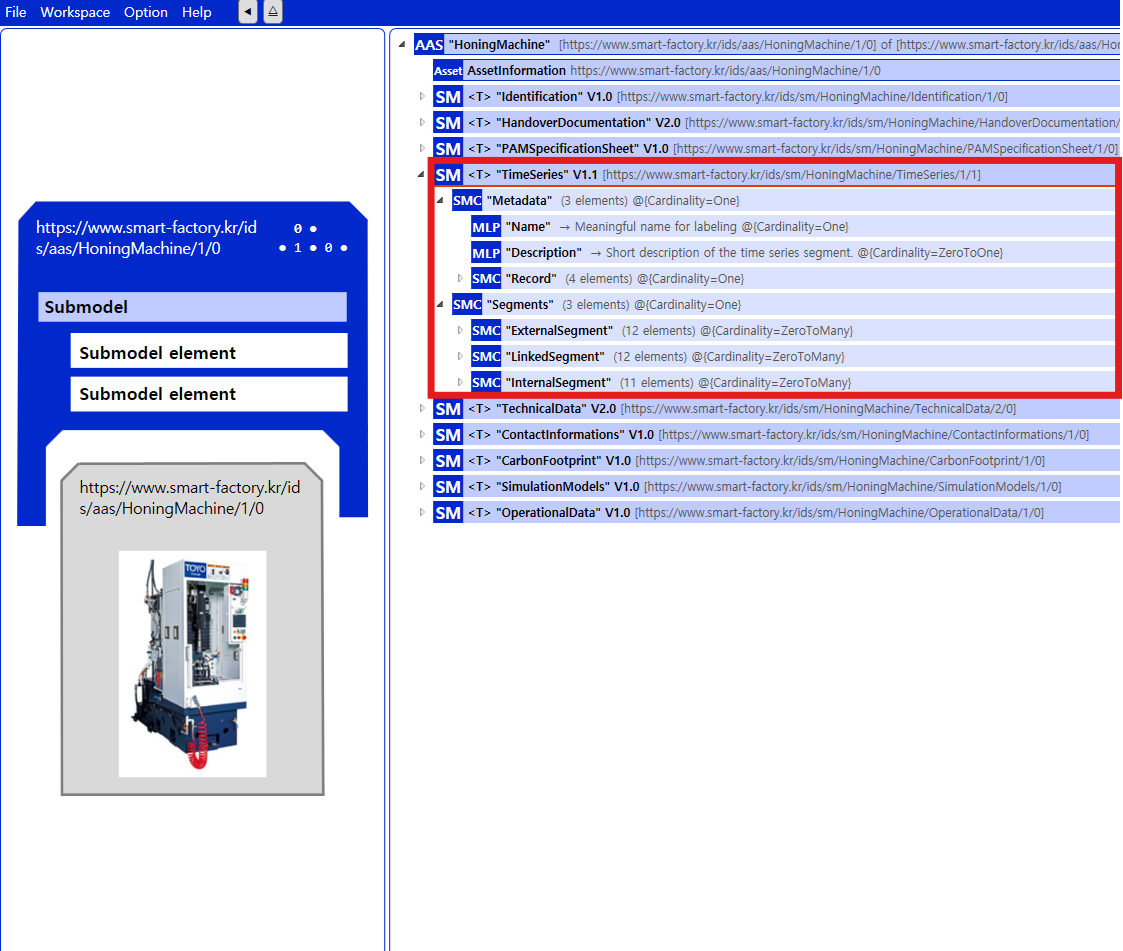 File Workspace Option Help
https://www.smart-factory.kr/id
s/aas/HoningMachine/1/0
0 ●
● 1 ● 0 ●
Submodel
Submodel element
Submodel element
https://www.smart-factory.kr/id
s/aas/HoningMachine/1/0
TOYO
AAS "HoningMachine" [https://www.smart-factory.kr/ids/aas/HoningMachine/1/0] of [https://www.smart-factory.kr/ids/aas/Hor
Asset AssetInformation https://www.smart-factory.kr/ids/aas/HoningMachine/1/0
SM <T> "Identification" V1.0 [https://www.smart-factory.kr/ids/sm/HoningMachine/Identification/1/0]
SM <T> "HandoverDocumentation" V2.0 [https://www.smart-factory.kr/ids/sm/HoningMachine/HandoverDocumentation/
SM <T> "PAMSpecificationSheet" V1.0 [https://www.smart-factory.kr/ids/sm/HoningMachine/PAMSpecificationSheet/1/0]
SM <T> "TimeSeries" V1.1 [https://www.smart-factory.kr/ids/sm/HoningMachine/TimeSeries/1/1]
SMC "Metadata" (3 elements) @{Cardinality=One}
MLP "Name" → Meaningful name for labeling @{Cardinality=One}
MLP "Description" → Short description of the time series segment. @{Cardinality=ZeroToOne}
SMC "Record" (4 elements) @{Cardinality=One}
SMC "Segments" (3 elements) @{Cardinality=One}
SMC "ExternalSegment" (12 elements) @{Cardinality=ZeroToMany}
SMC "LinkedSegment" (12 elements) @{Cardinality=ZeroToMany}
SMC "InternalSegment" (11 elements) @{Cardinality=ZeroToMany}
SM <T> "TechnicalData" V2.0 [https://www.smart-factory.kr/ids/sm/HoningMachine/TechnicalData/2/0]
SM <T> "ContactInformations" V1.0 [https://www.smart-factory.kr/ids/sm/HoningMachine/ContactInformations/1/0]
SM <T> "CarbonFootprint" V1.0 [https://www.smart-factory.kr/ids/sm/HoningMachine/CarbonFootprint/1/0]
SM <T> "SimulationModels" V1.0 [https://www.smart-factory.kr/ids/sm/HoningMachine/SimulationModels/1/0]
SM <T> "OperationalData" V1.0 [https://www.smart-factory.kr/ids/sm/HoningMachine/OperationalData/1/0]